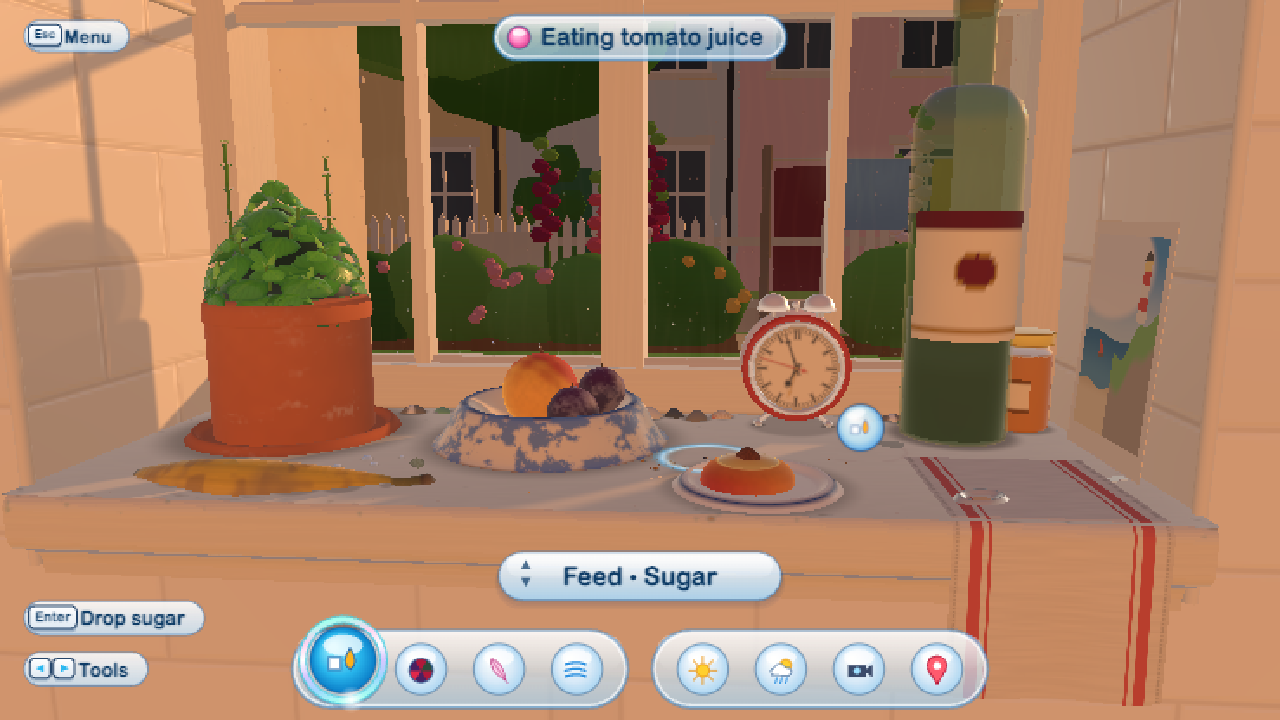 Esc Menu
Eating tomato juice
Feed · Sugar
Enter Drop sugar
Tools